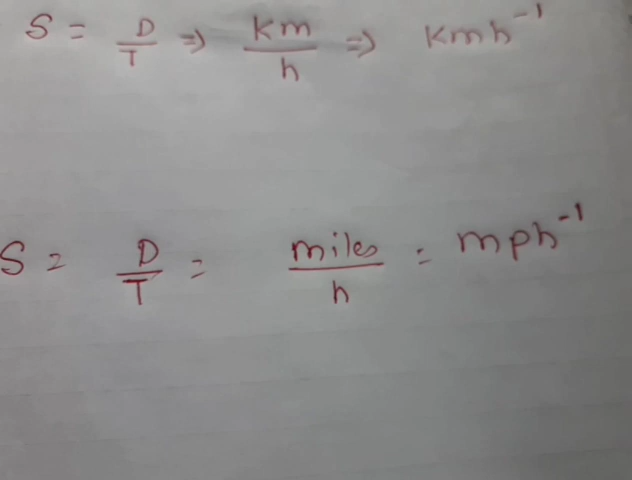 S = D/T ⇒ Km/h ⇒ Kmh⁻¹
S = D/T = miles/h = mph⁻¹